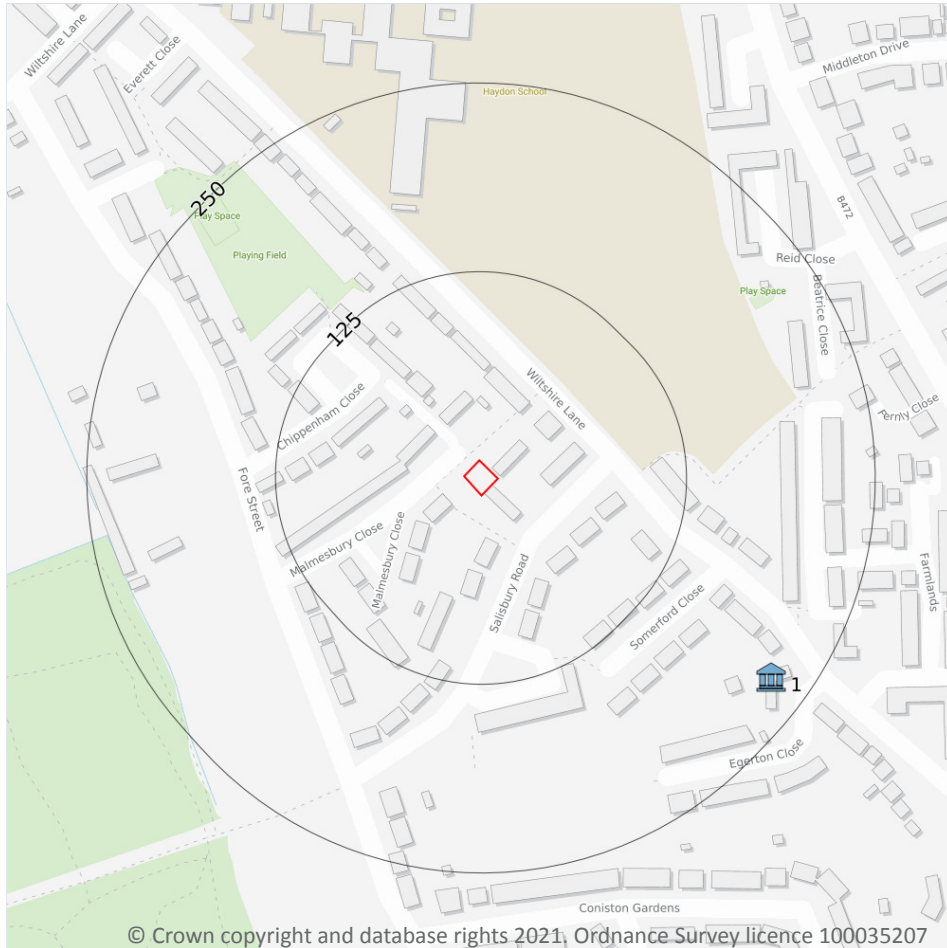 Wiltshire Lane
Everett Close
Middleton Drive
Haydon School
B472
250
Play Space
Playing Field
Reid Close
Play Space
Beatrice Close
125
Wiltshire Lane
Chippenham Close
Fore Street
Malmesbury Close
Malmesbury Close
Salisbury Road
Somerford Close
Farmlands
1
Egerton Close
Coniston Gardens
© Crown copyright and database rights 2021. Ordnance Survey licence 100035207